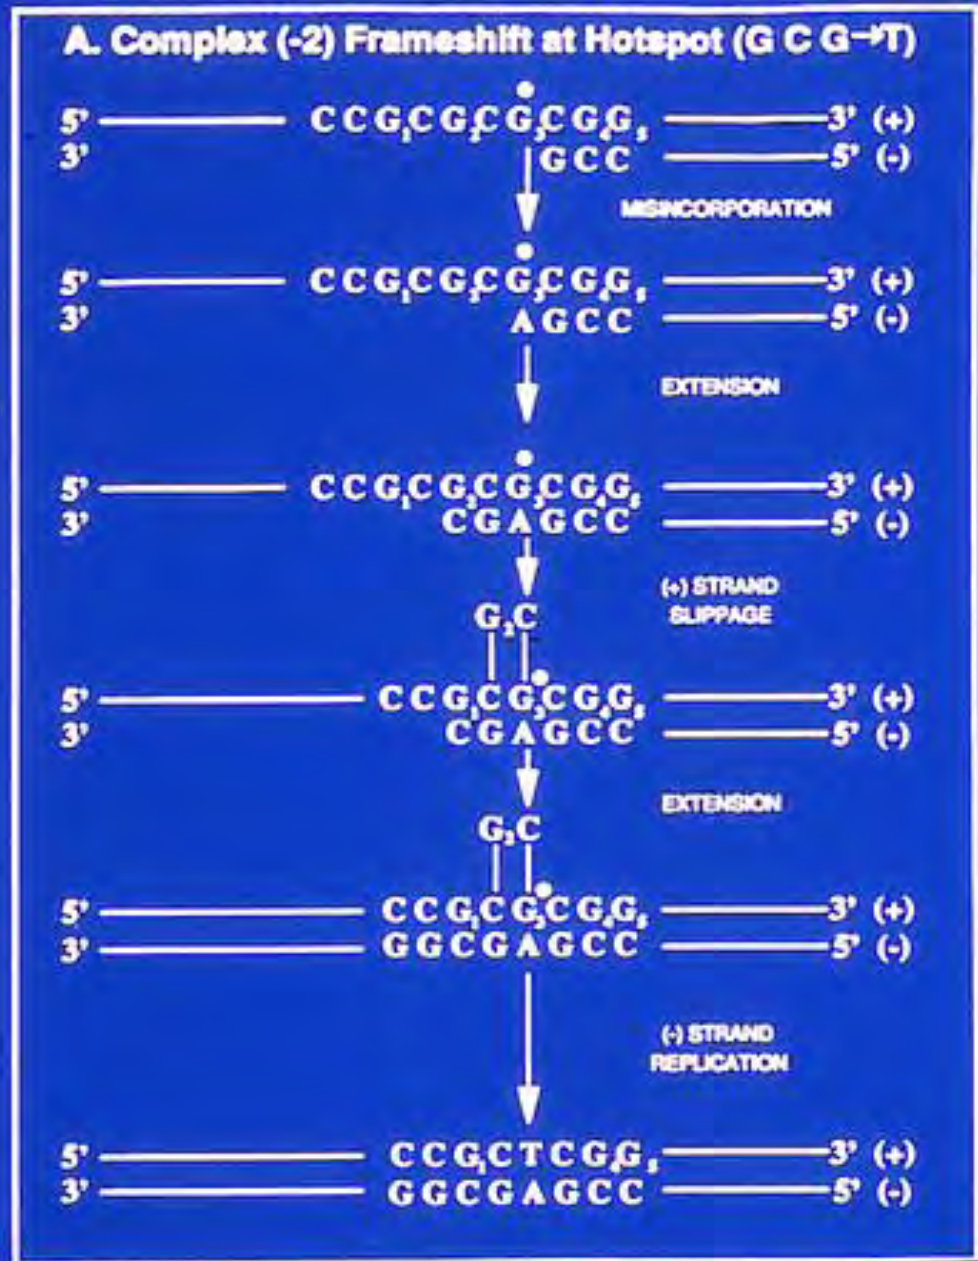 A. Complex (-2) Frameshift at Hotspot (G C G→T)
5' CCG₁CG₂CG₃CG₄G₅ 3' (+)
3' GCC 5' (-)
MISINCORPORATION
5' CCG₁CG₂CG₃CG₄G₅ 3' (+)
3' AGCC 5' (-)
EXTENSION
5' CCG₁CG₂CG₃CG₄G₅ 3' (+)
3' CGAGCC 5' (-)
(+) STRAND
SLIPPAGE
G₂C
5' CCG₁CG₃CG₄G₅ 3' (+)
3' CGAGCC 5' (-)
EXTENSION
G₂C
5' CCG₁CG₃CG₄G₅ 3' (+)
3' GGCGAGCC 5' (-)
(-) STRAND
REPLICATION
5' CCG₁CTCG₄G₅ 3' (+)
3' GGCGAGCC 5' (-)